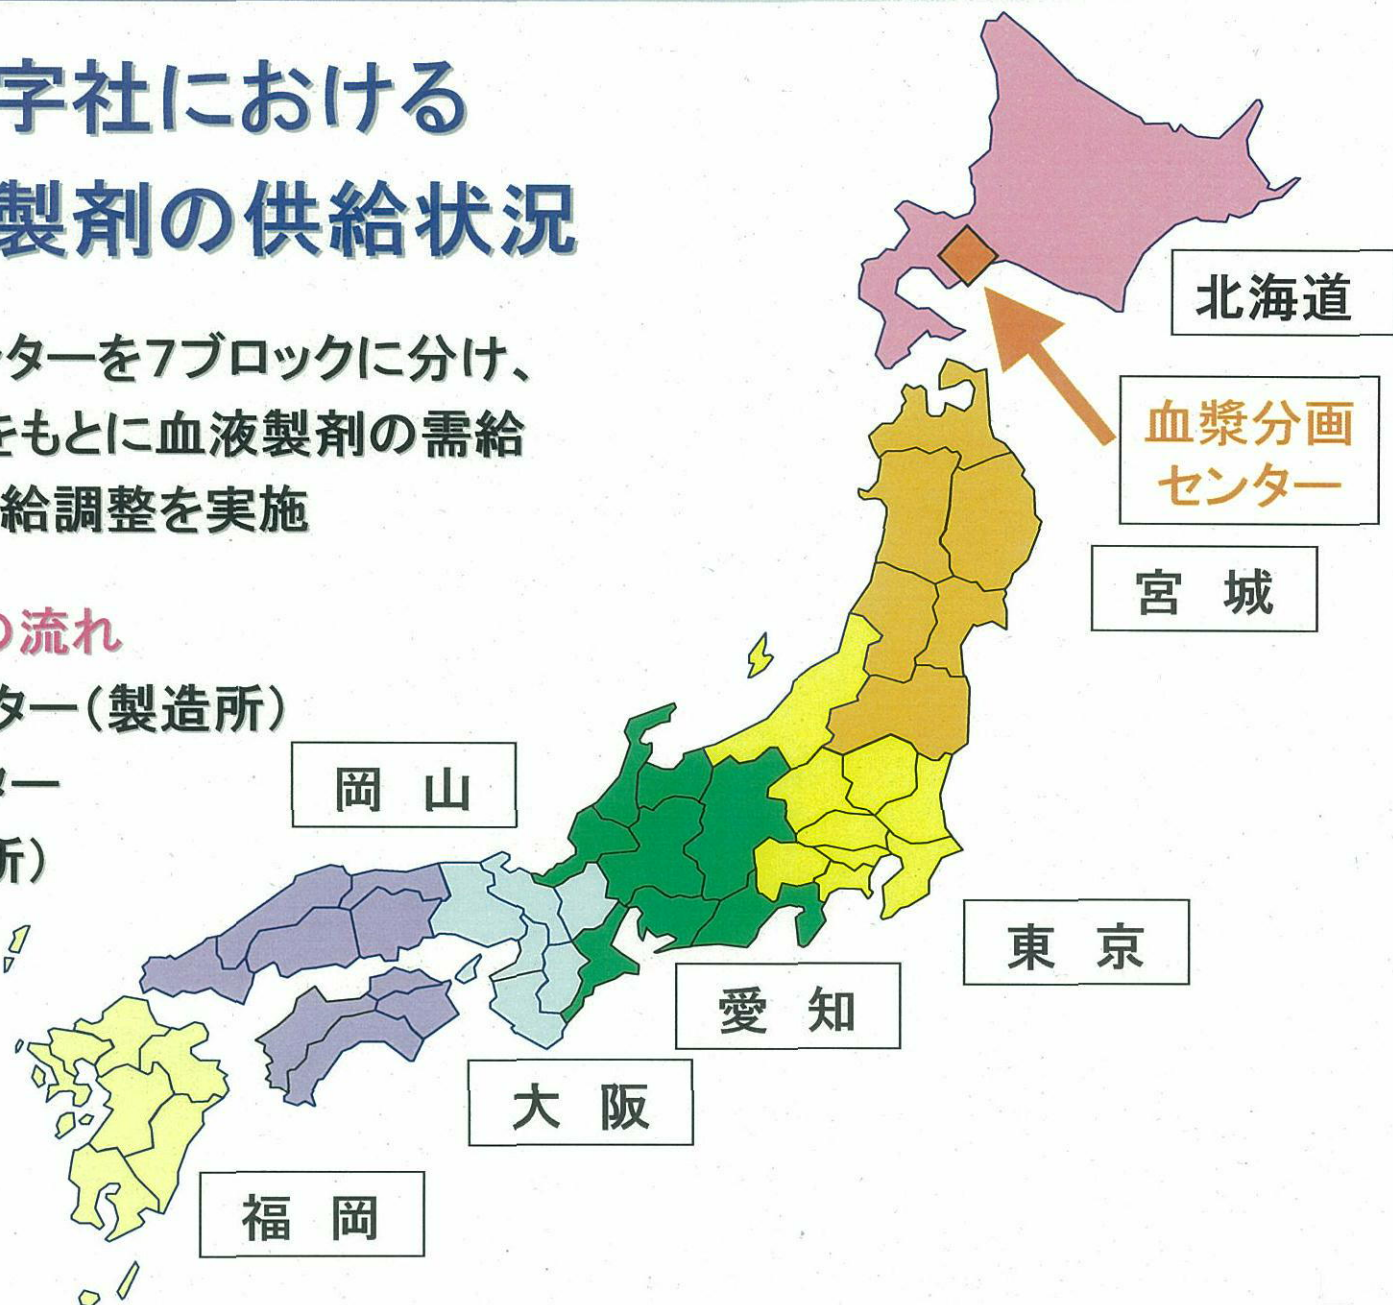 字社における
製剤の供給状況
ターを7ブロックに分け、
をもとに血液製剤の需給
給調整を実施
の流れ
ター（製造所）
ター
所）
北海道
血漿分画
センター
宮 城
岡 山
東 京
愛 知
大 阪
福 岡